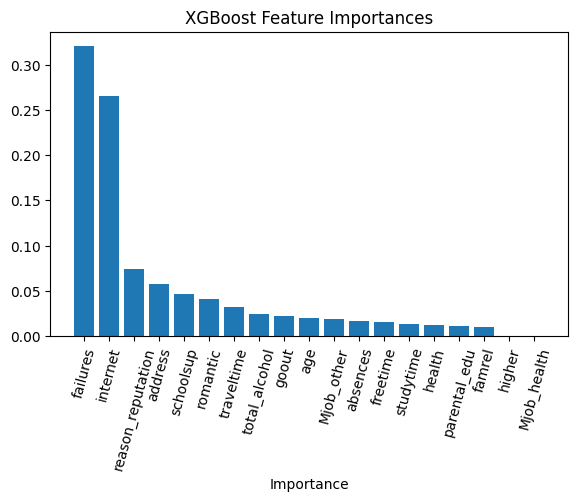 XGBoost Feature Importances
0.30
0.25
0.20
0.15
0.10
0.05
0.00
failures
internet
reason_reputation
address
schoolsup
romantic
traveltime
total_alcohol
goout
age
Mjob_other
absences
freetime
studytime
health
parental_edu
famrel
higher
Mjob_health
Importance